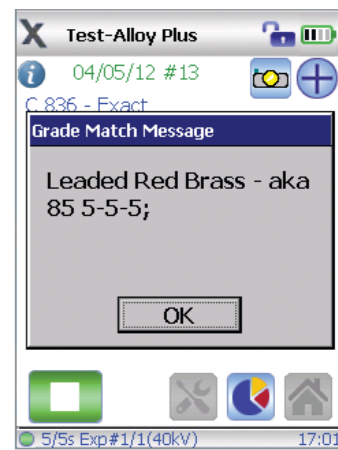 X Test-Alloy Plus
i 04/05/12 #13
C 836 - Exact
Grade Match Message
Leaded Red Brass - aka
85 5-5-5;
OK
5/5s Exp#1/1(40kV) 17:01